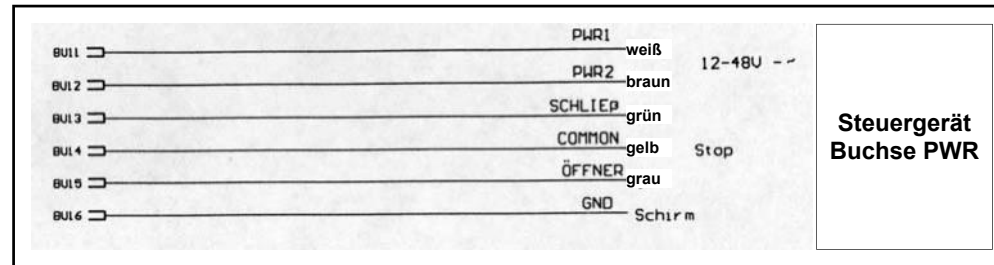 BU11 PWR1 weiß
12-48V --
BU12 PWR2 braun
BU13 SCHLIEß grün
BU14 COMMON gelb Stop
BU15 ÖFFNER grau
BU16 GND Schirm
Steuergerät
Buchse PWR